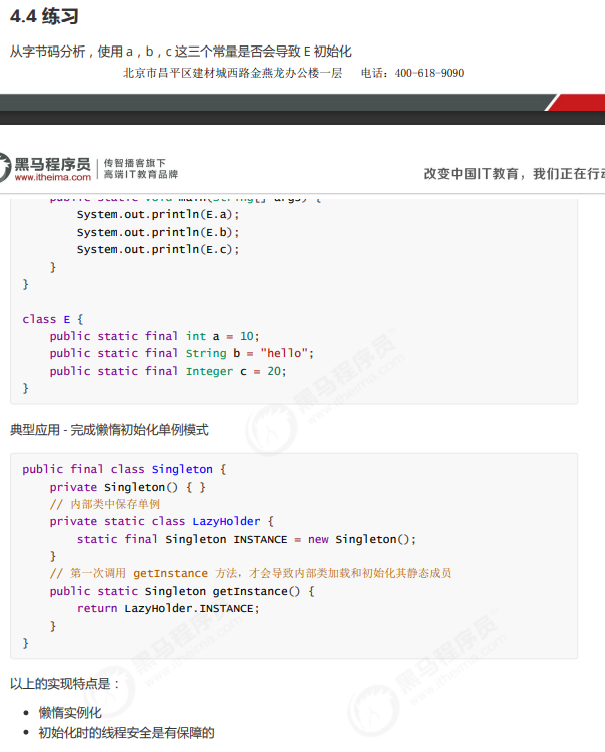 4.4 练习
从字节码分析，使用 a，b，c 这三个常量是否会导致 E 初始化
北京市昌平区建材城西路金燕龙办公楼一层 电话：400-618-9090
黑马程序员 传智播客旗下
www.itheima.com 高端IT教育品牌
改变中国IT教育，我们正在行动
public static void main(String[] args) {
System.out.println(E.a);
System.out.println(E.b);
System.out.println(E.c);
}
}
class E {
public static final int a = 10;
public static final String b = "hello";
public static final Integer c = 20;
}
典型应用 - 完成懒惰初始化单例模式
public final class Singleton {
private Singleton() { }
// 内部类中保存单例
private static class LazyHolder {
static final Singleton INSTANCE = new Singleton();
}
// 第一次调用 getInstance 方法，才会导致内部类加载和初始化其静态成员
public static Singleton getInstance() {
return LazyHolder.INSTANCE;
}
}
以上的实现特点是：
• 懒惰实例化
• 初始化时的线程安全是有保障的